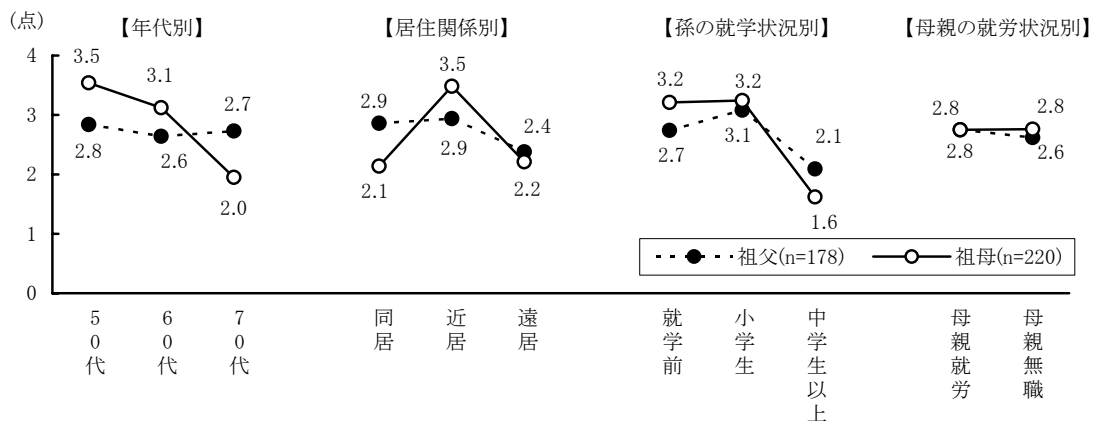 (点)
【年代別】
【居住関係別】
【孫の就学状況別】
【母親の就労状況別】
4
3
2
1
0
3.5
3.1
2.7
2.8
2.6
2.0
2.9
3.5
2.4
2.1
2.9
2.2
3.2
3.2
2.1
2.7
3.1
1.6
2.8
2.8
2.8
2.6
祖父(n=178)
祖母(n=220)
50代
60代
70代
同居
近居
遠居
就学前
小学生
中学生以上
母親就労
母親無職